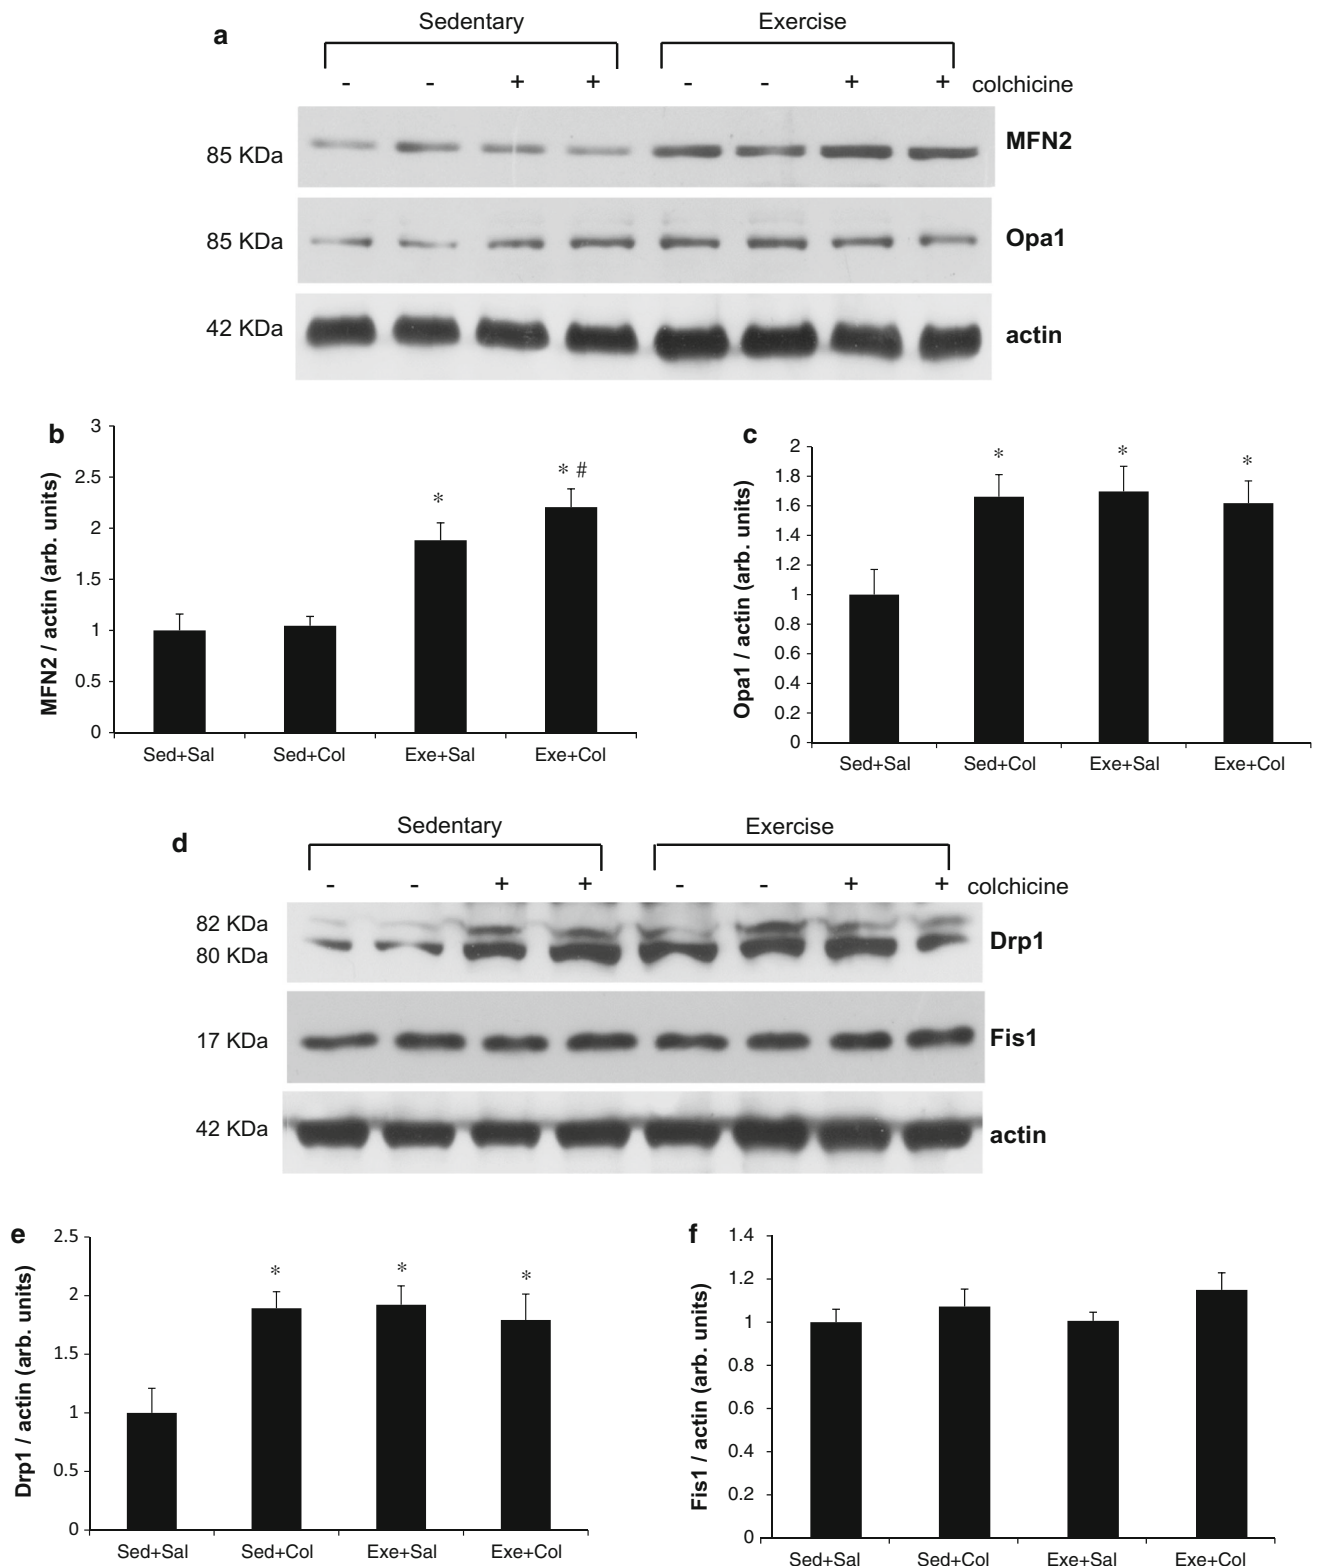 a
Sedentary Exercise
- - + + - - + + colchicine
85 KDa MFN2
85 KDa Opa1
42 KDa actin
b
MFN2 / actin (arb. units)
3
2.5
2
1.5
1
0.5
0
* * #
Sed+Sal Sed+Col Exe+Sal Exe+Col
c
Opa1 / actin (arb. units)
2
1.8
1.6
1.4
1.2
1
0.8
0.6
0.4
0.2
0
* * *
Sed+Sal Sed+Col Exe+Sal Exe+Col
d
Sedentary Exercise
- - + + - - + + colchicine
82 KDa
80 KDa Drp1
17 KDa Fis1
42 KDa actin
e
Drp1 / actin (arb. units)
2.5
2
1.5
1
0.5
0
* * *
Sed+Sal Sed+Col Exe+Sal Exe+Col
f
Fis1 / actin (arb. units)
1.4
1.2
1
0.8
0.6
0.4
0.2
0
Sed+Sal Sed+Col Exe+Sal Exe+Col